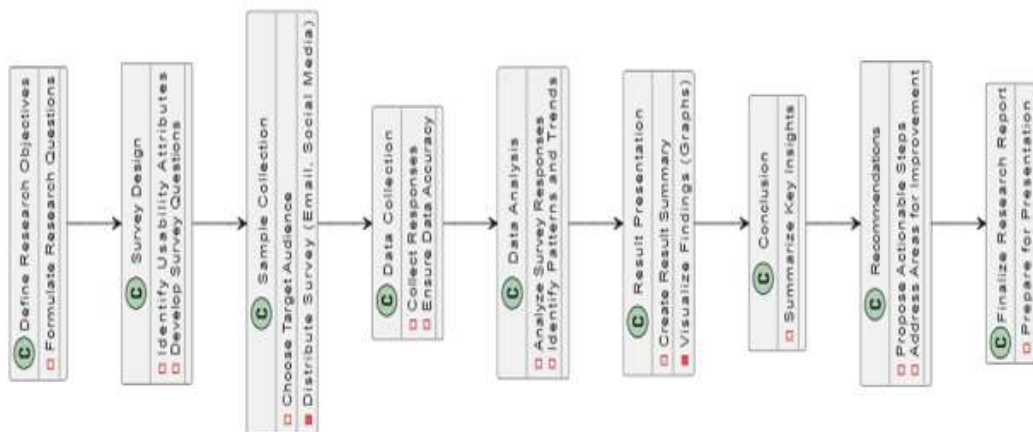 C Define Research Objectives
Formulate Research Questions
C Survey Design
Identify Usability Attributes
Develop Survey Questions
C Sample Collection
Choose Target Audience
Distribute Survey (Email, Social Media)
C Data Collection
Collect Responses
Ensure Data Accuracy
C Data Analysis
Analyze Survey Responses
Identify Patterns and Trends
C Result Presentation
Create Result Summary
Visualize Findings (Graphs)
C Conclusion
Summarize Key Insights
C Recommendations
Propose Actionable Steps
Address Areas for Improvement
C Finalize Research Report
Prepare for Presentation